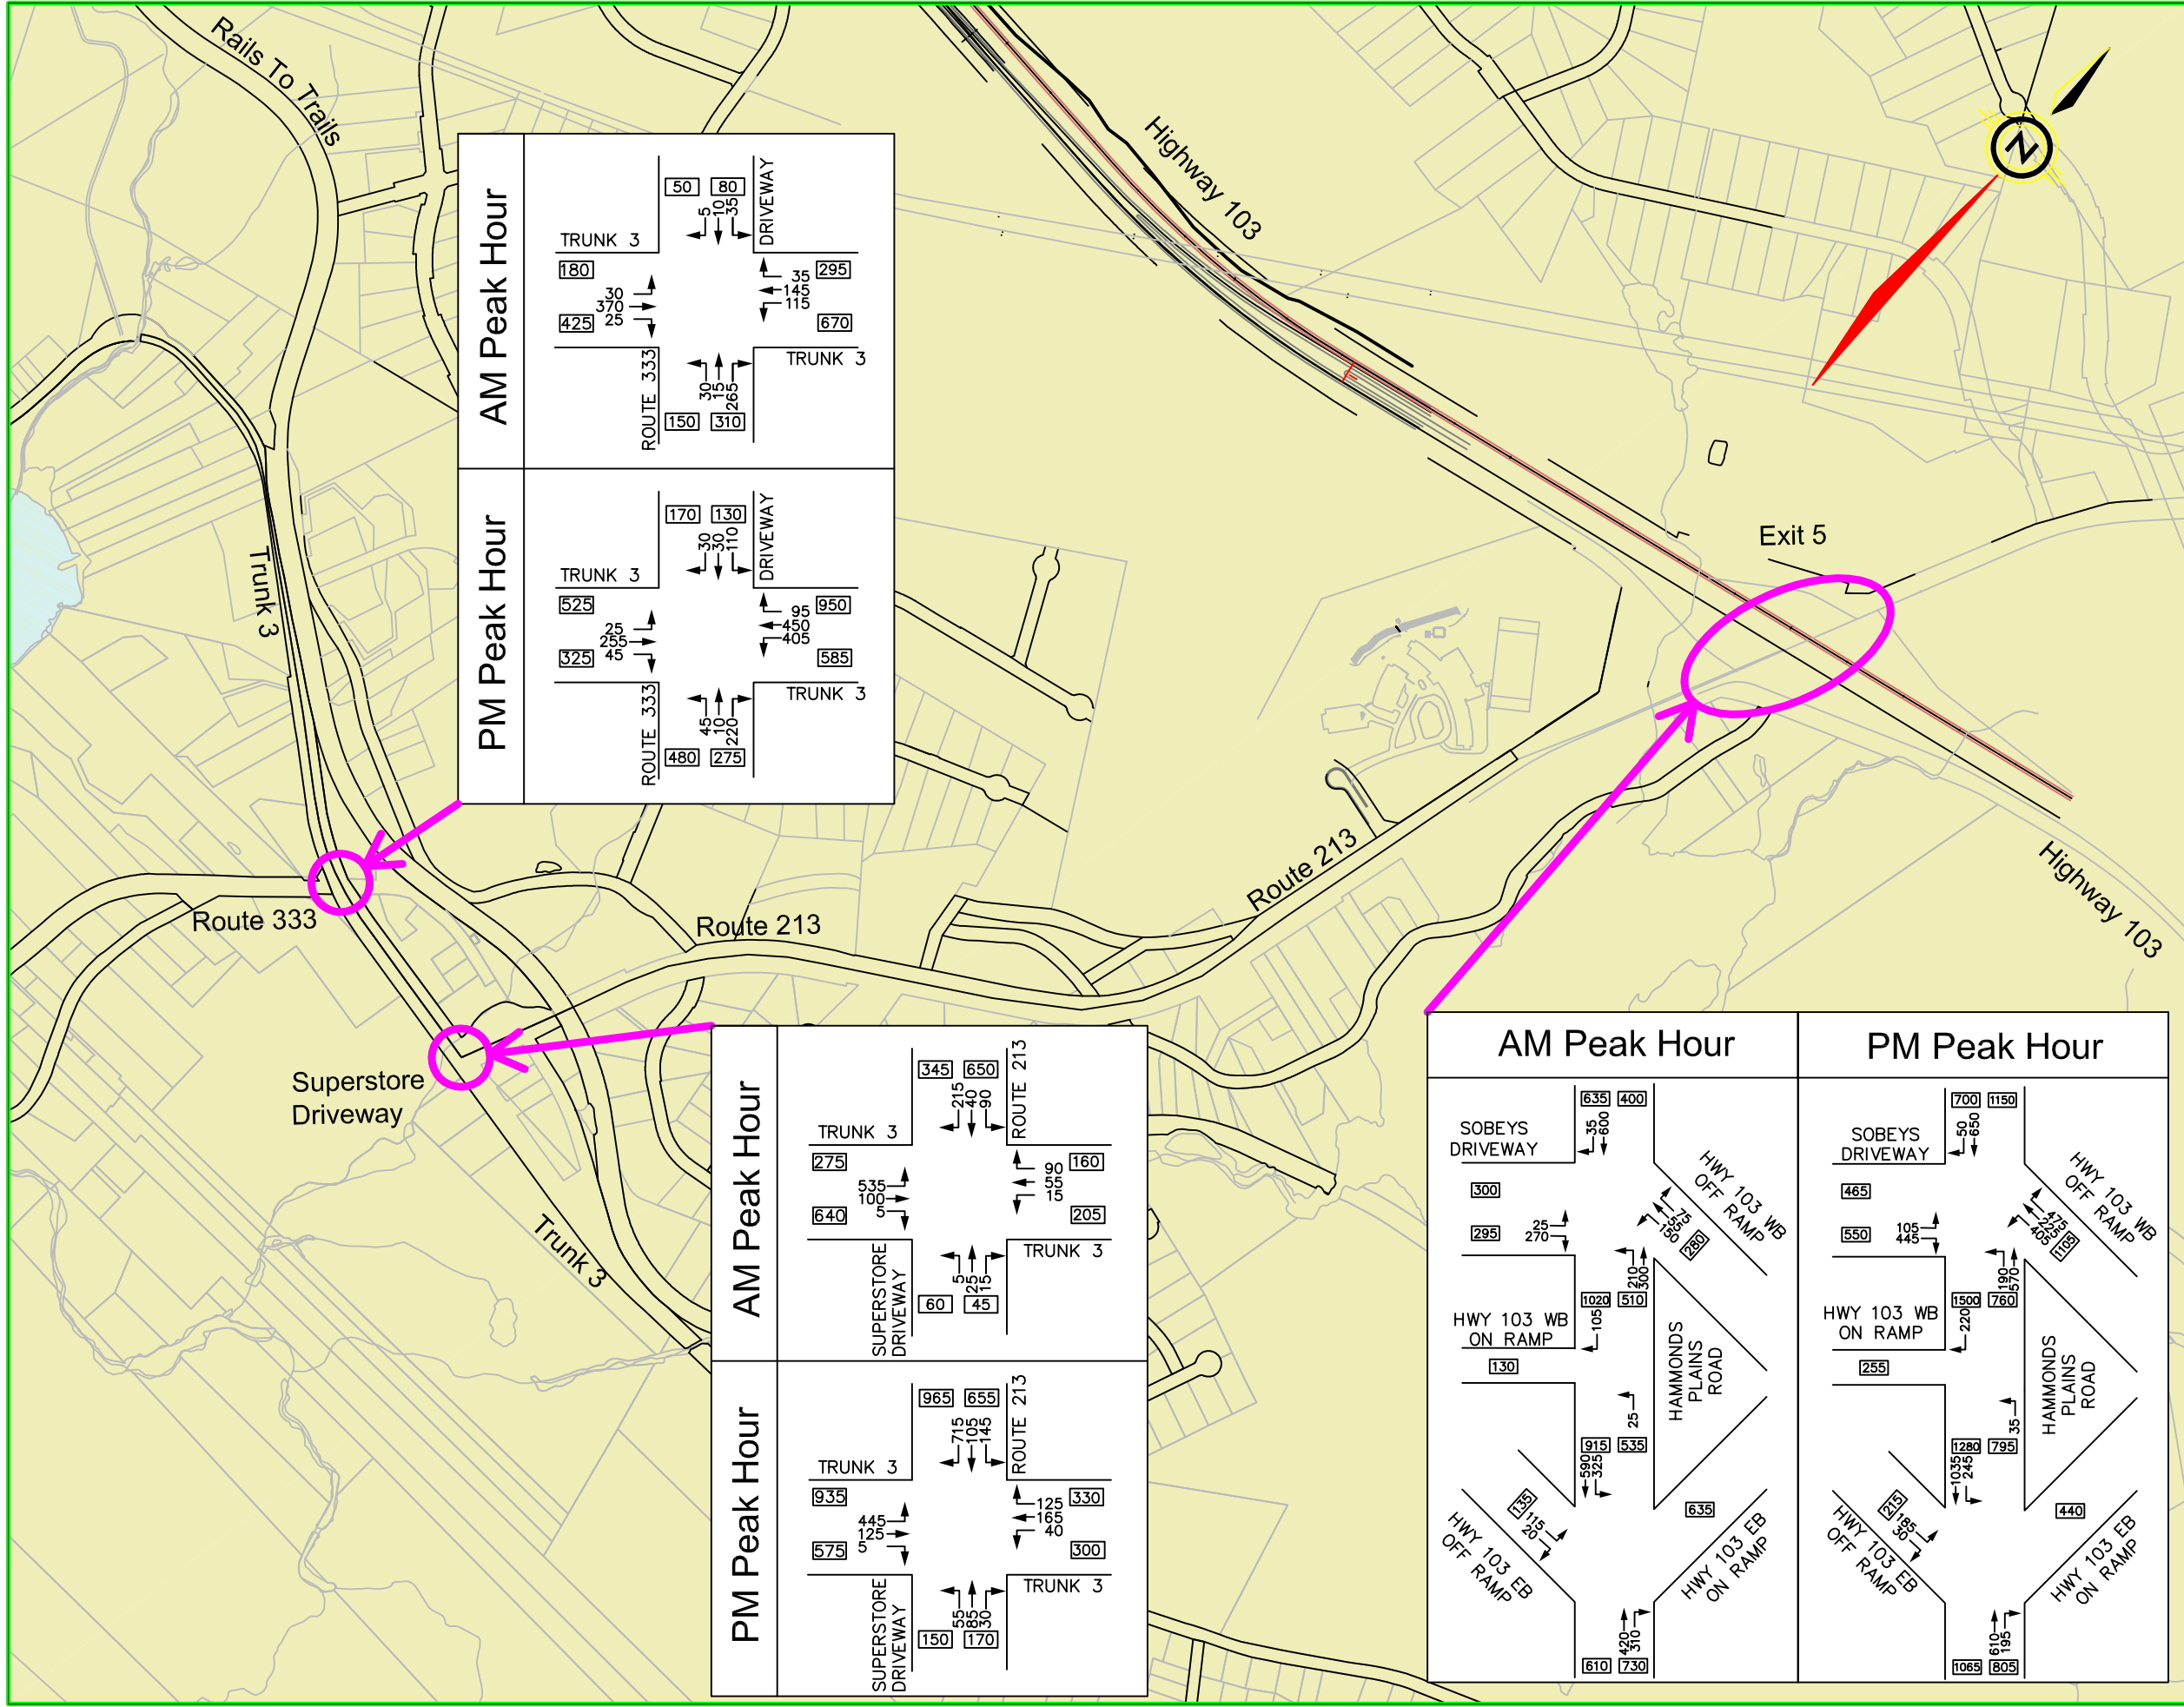 Rails To Trails
Highway 103
N
Exit 5
Trunk 3
Route 333
Route 213
Route 213
Highway 103
Superstore
Driveway
Trunk 3
AM Peak Hour
50 80
5
10
35
DRIVEWAY
TRUNK 3
180
295
30
370
25
35
145
115
425
670
ROUTE 333
30
15
265
TRUNK 3
150 310
PM Peak Hour
170 130
30
30
110
DRIVEWAY
TRUNK 3
525
950
25
255
45
95
450
405
325
585
ROUTE 333
45
10
220
TRUNK 3
480 275
AM Peak Hour
345 650
215
40
90
ROUTE 213
TRUNK 3
275
160
535
100
5
90
55
15
640
205
SUPERSTORE
DRIVEWAY
5
25
15
TRUNK 3
60 45
PM Peak Hour
965 655
715
105
145
ROUTE 213
TRUNK 3
935
330
445
125
5
125
165
40
575
300
SUPERSTORE
DRIVEWAY
55
85
30
TRUNK 3
150 170
AM Peak Hour
635 400
35
600
SOBEYS
DRIVEWAY
HWY 103 WB
OFF RAMP
300
75
55
150
280
295
25
270
210
300
1020 510
HWY 103 WB
ON RAMP
105
HAMMONDS
PLAINS
ROAD
130
25
915 535
590
325
135
115
20
635
HWY 103 EB
OFF RAMP
HWY 103 EB
ON RAMP
420
310
610 730
PM Peak Hour
700 1150
50
650
SOBEYS
DRIVEWAY
HWY 103 WB
OFF RAMP
465
475
225
405
1105
550
105
445
190
570
1500 760
HWY 103 WB
ON RAMP
220
HAMMONDS
PLAINS
ROAD
255
35
1280 795
1035
245
215
185
30
440
HWY 103 EB
OFF RAMP
HWY 103 EB
ON RAMP
610
195
1065 805